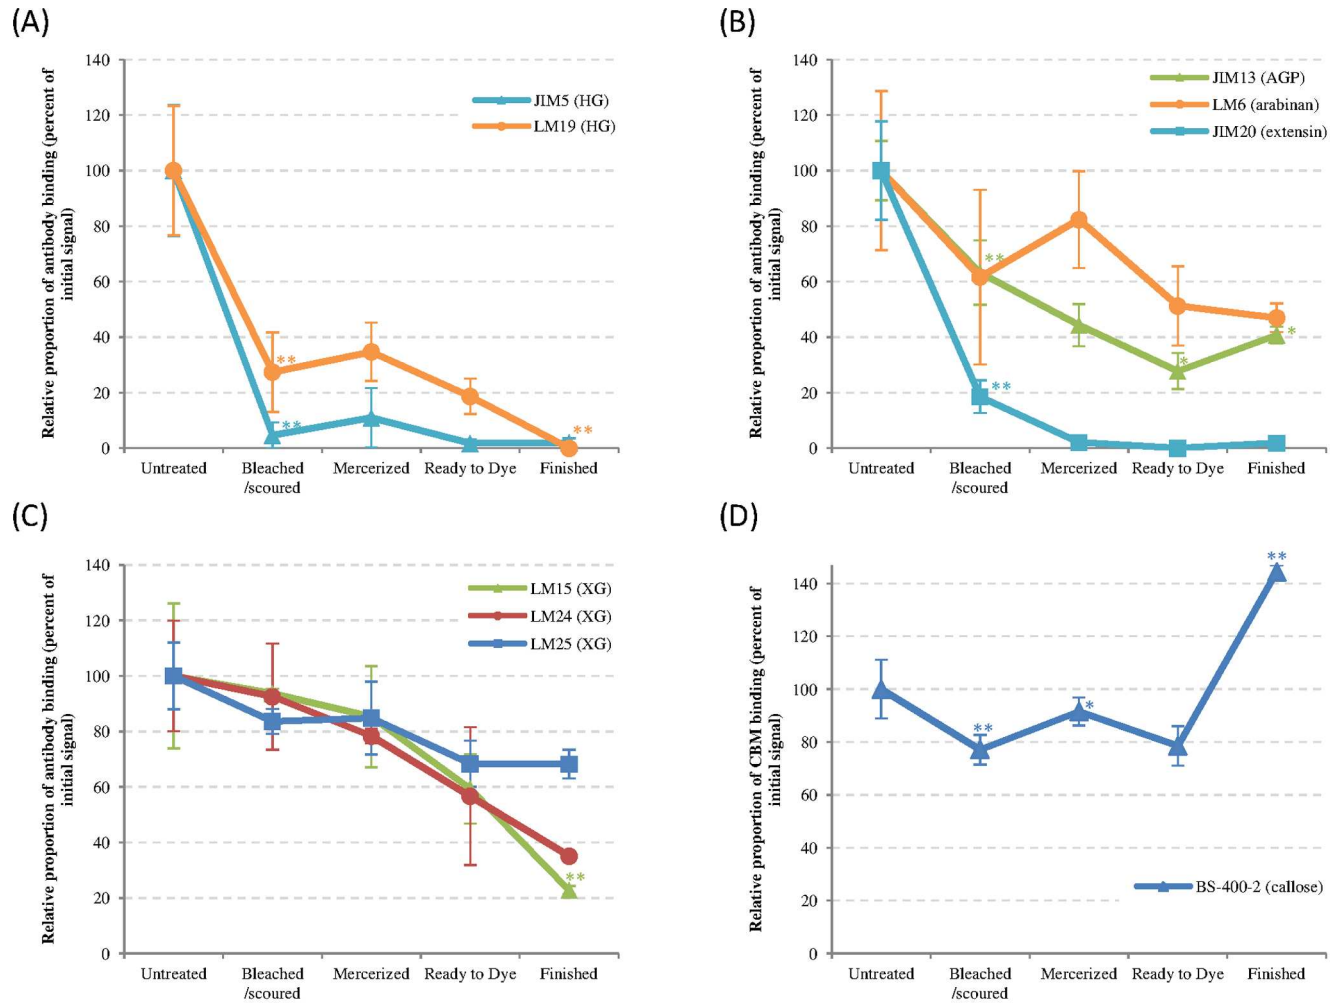 (A)
Relative proportion of antibody binding (percent of
initial signal)
140
120
100
80
60
40
20
0
JIM5 (HG)
LM19 (HG)
**
**
**
Untreated
Bleached
/scoured
Mercerized
Ready to Dye
Finished
(B)
Relative proportion of antibody binding (percent of
initial signal)
140
120
100
80
60
40
20
0
JIM13 (AGP)
LM6 (arabinan)
JIM20 (extensin)
**
**
*
*
Untreated
Bleached
/scoured
Mercerized
Ready to Dye
Finished
(C)
Relative proportion of antibody binding (percent of
initial signal)
140
120
100
80
60
40
20
0
LM15 (XG)
LM24 (XG)
LM25 (XG)
**
Untreated
Bleached
/scoured
Mercerized
Ready to Dye
Finished
(D)
Relative proportion of CBM binding (percent of
initial signal)
140
120
100
80
60
40
20
0
**
*
**
BS-400-2 (callose)
Untreated
Bleached
/scoured
Mercerized
Ready to Dye
Finished